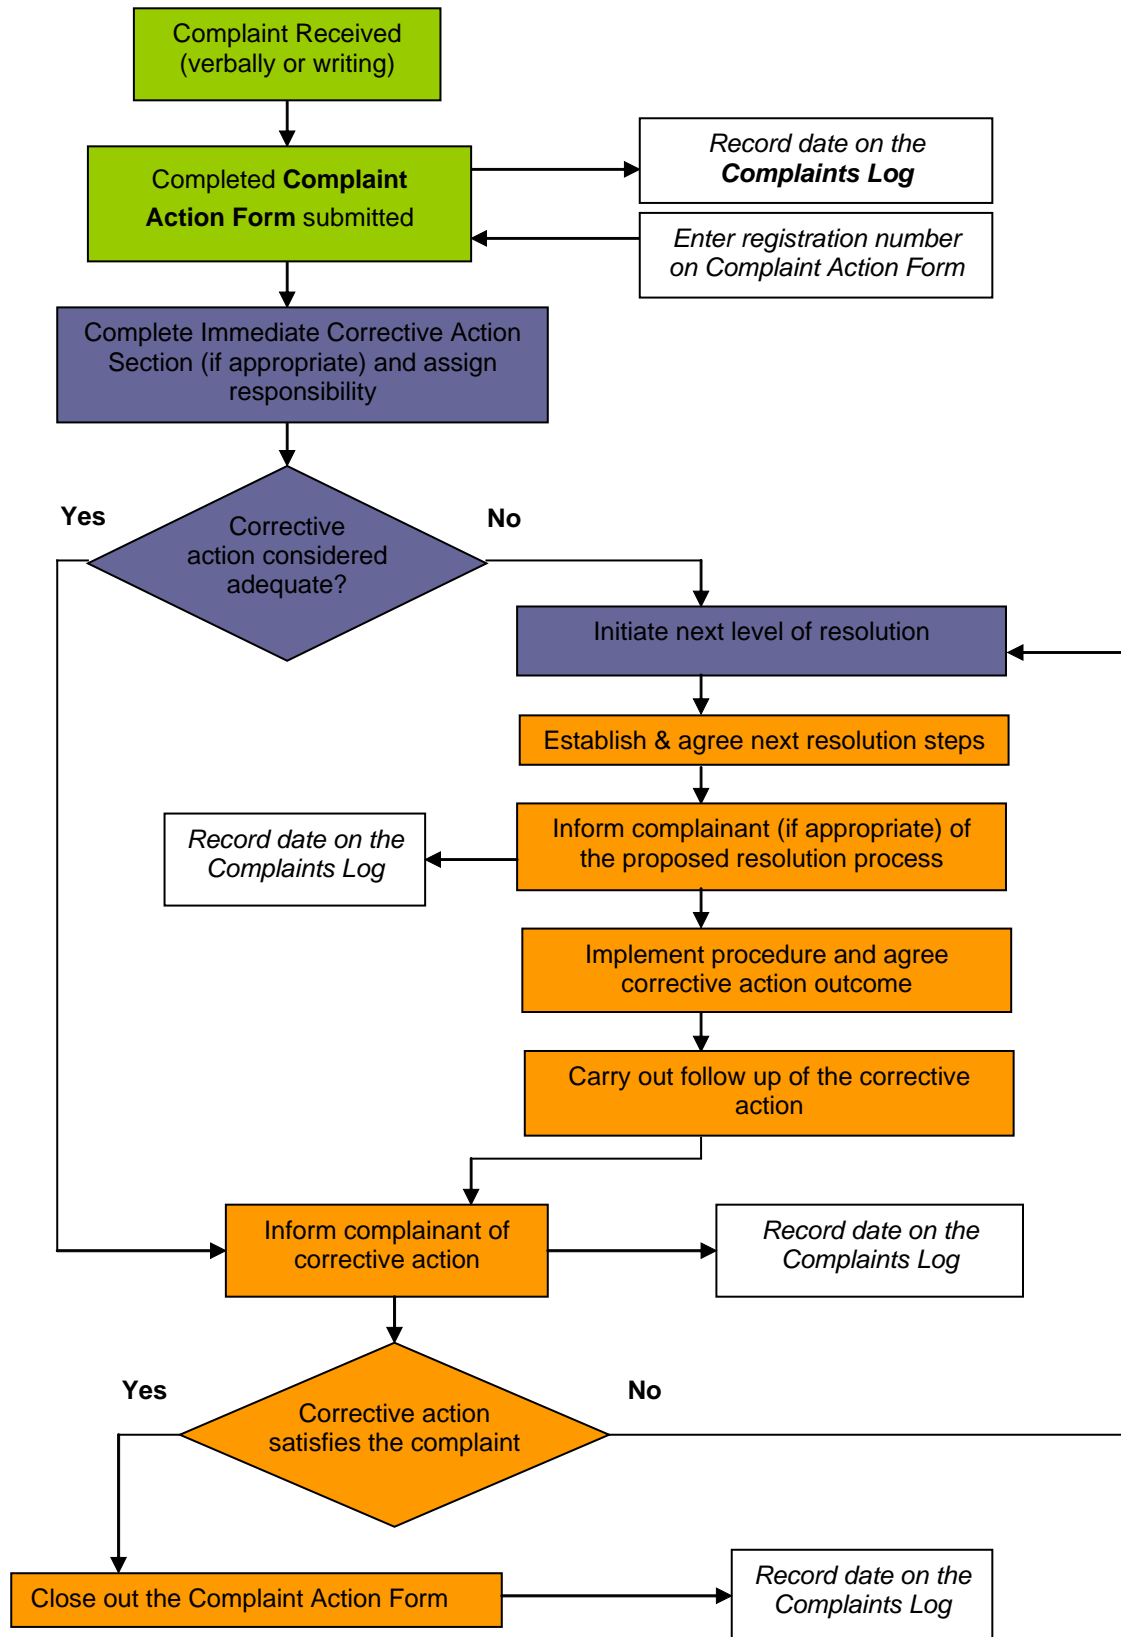 Complaint Received
(verbally or writing)
Completed Complaint
Action Form submitted
Record date on the
Complaints Log
Enter registration number
on Complaint Action Form
Complete Immediate Corrective Action
Section (if appropriate) and assign
responsibility
Yes
No
Corrective
action considered
adequate?
Initiate next level of resolution
Establish & agree next resolution steps
Inform complainant (if appropriate) of
the proposed resolution process
Record date on the
Complaints Log
Implement procedure and agree
corrective action outcome
Carry out follow up of the corrective
action
Inform complainant of
corrective action
Record date on the
Complaints Log
Yes
No
Corrective action
satisfies the complaint
Close out the Complaint Action Form
Record date on the
Complaints Log